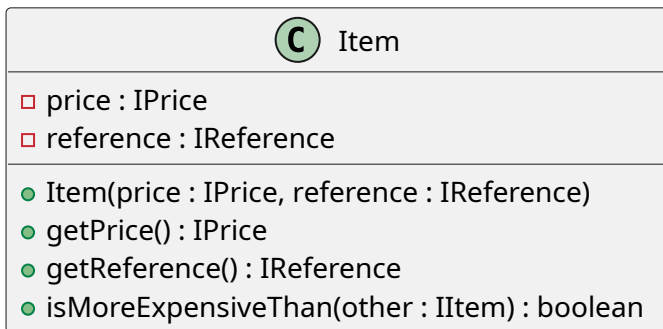 C Item
price : IPrice
reference : IReference
Item(price : IPrice, reference : IReference)
getPrice() : IPrice
getReference() : IReference
isMoreExpensiveThan(other : IItem) : boolean